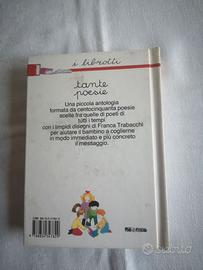 i librotti
tante
poesie
Una piccola antologia
formata da centocinquanta poesie
scelte fra quelle di poeti di
tutti i tempi
con i limpidi disegni di Franca Trabacchi
per aiutare il bambino a coglierne
in modo immediato e più concreto
il messaggio.
subito